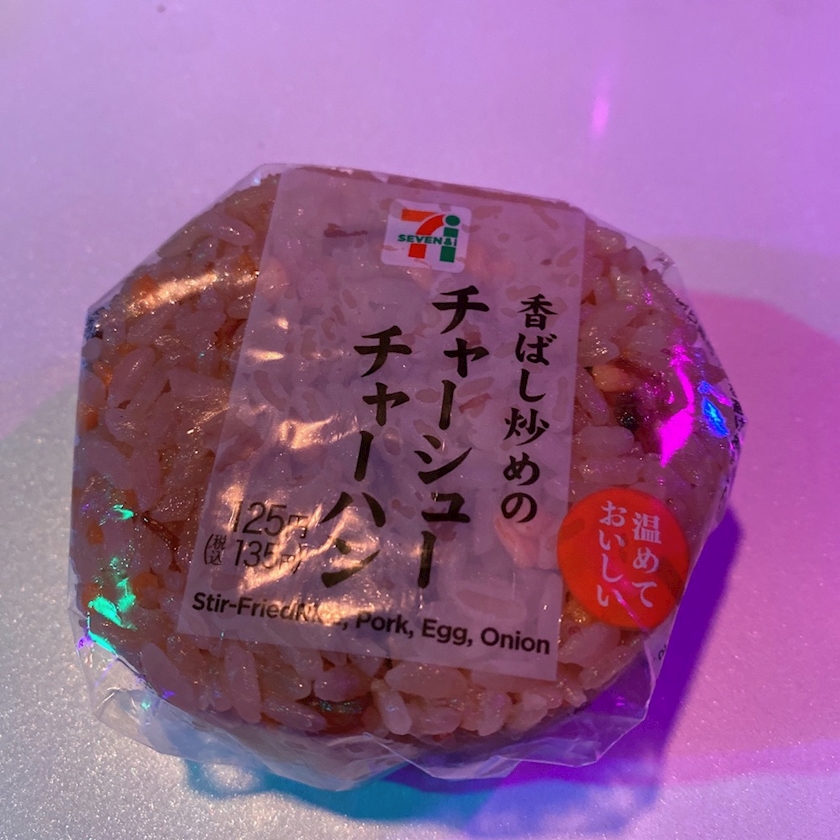 7i
SEVEN&i
香ばし炒めの
チャーシュー
チャーハン
125円
(税込 135円)
Stir-Fried Rice, Pork, Egg, Onion
温めて
おいしい